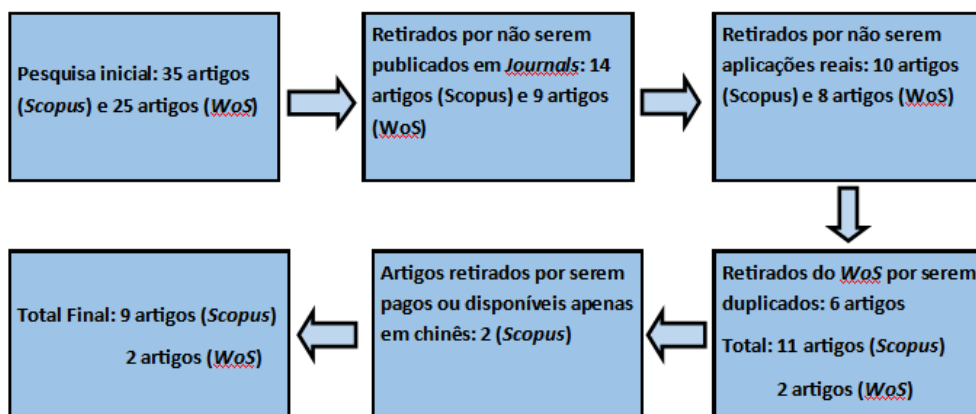 Pesquisa inicial: 35 artigos
(Scopus) e 25 artigos (WoS)
Retirados por não serem
publicados em Journals: 14
artigos (Scopus) e 9 artigos
(WoS)
Retirados por não serem
aplicações reais: 10 artigos
(Scopus) e 8 artigos (WoS)
Retirados do WoS por serem
duplicados: 6 artigos
Total: 11 artigos (Scopus)
2 artigos (WoS)
Artigos retirados por serem
pagos ou disponíveis apenas
em chinês: 2 (Scopus)
Total Final: 9 artigos (Scopus)
2 artigos (WoS)